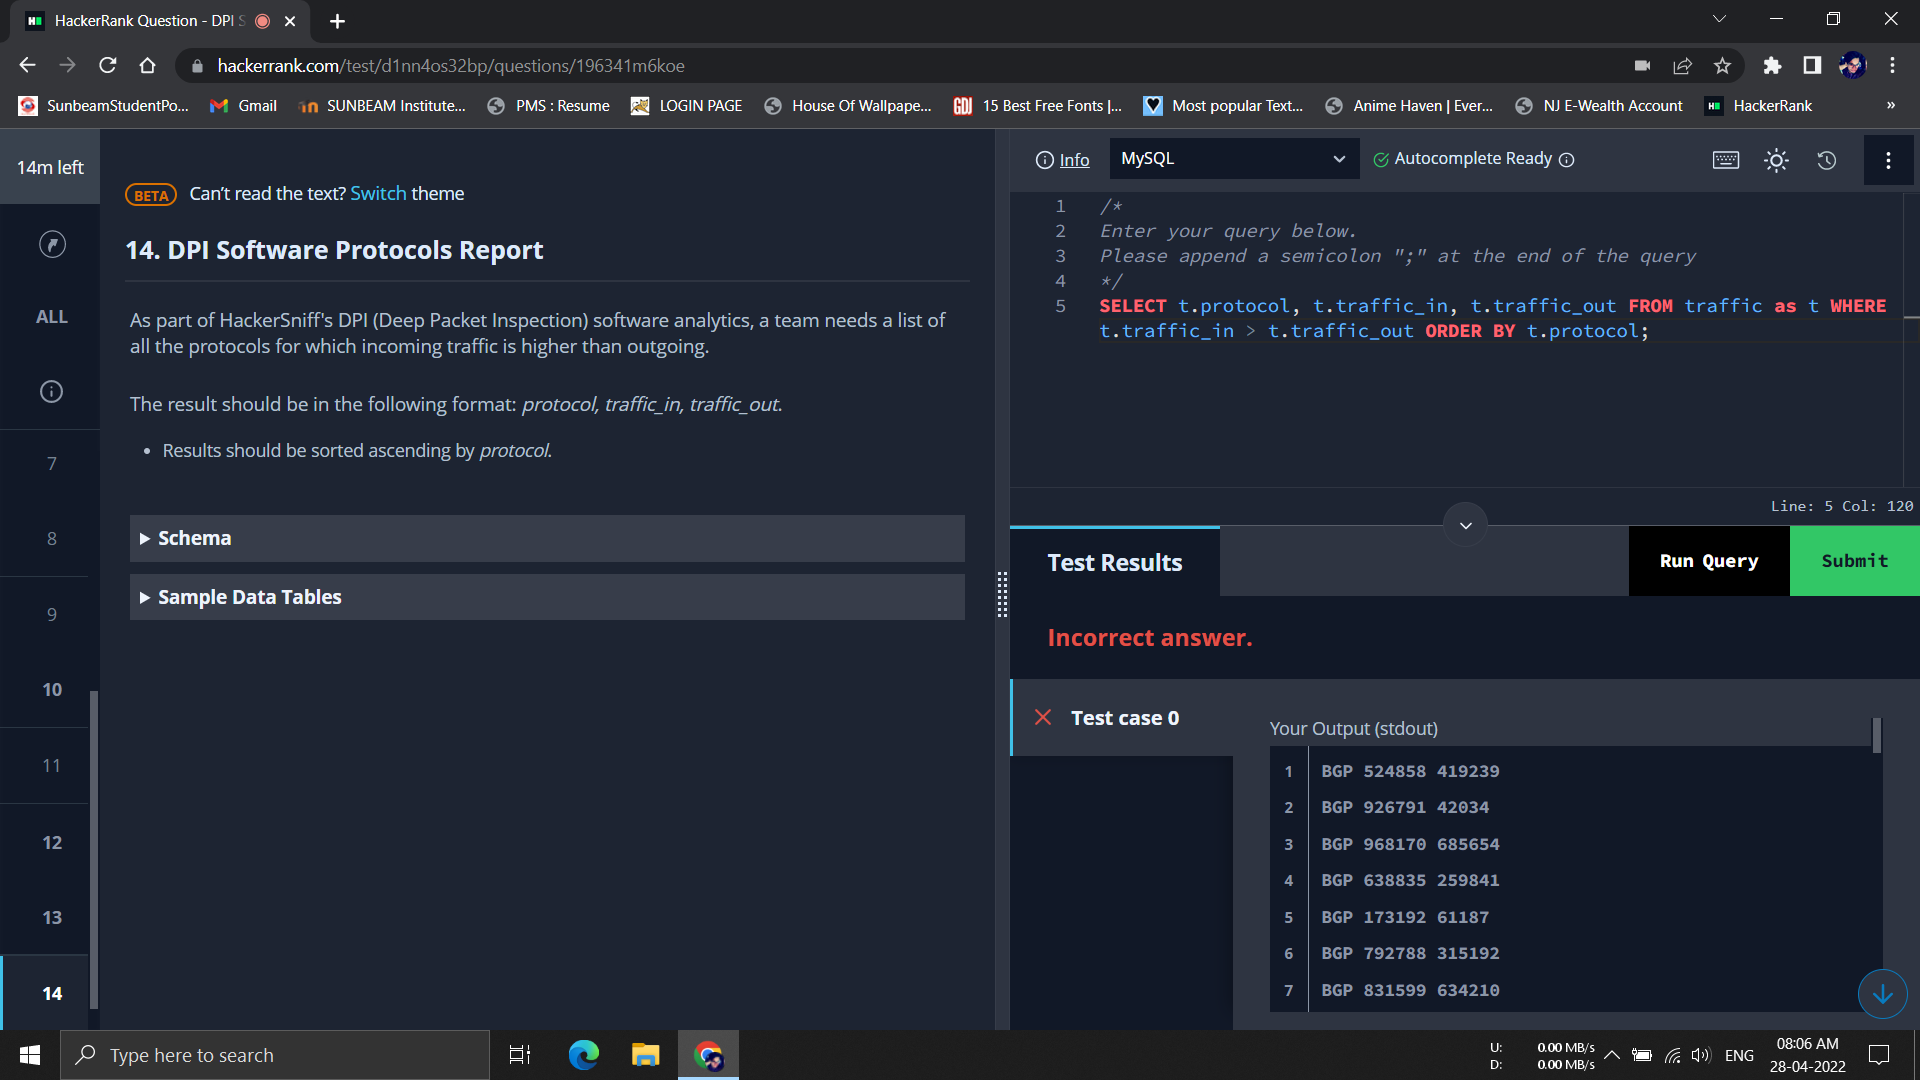 HackerRank Question - DPI S
hackerrank.com/test/d1nn4os32bp/questions/196341m6koe
SunbeamStudentPo... Gmail SUNBEAM Institute... PMS : Resume LOGIN PAGE House Of Wallpape... 15 Best Free Fonts |... Most popular Text... Anime Haven | Ever... NJ E-Wealth Account HackerRank »
14m left
ALL
7
8
9
10
11
12
13
14
BETA Can't read the text? Switch theme
14. DPI Software Protocols Report
As part of HackerSniff's DPI (Deep Packet Inspection) software analytics, a team needs a list of
all the protocols for which incoming traffic is higher than outgoing.
The result should be in the following format: protocol, traffic_in, traffic_out.
• Results should be sorted ascending by protocol.
Schema
Sample Data Tables
Info MySQL Autocomplete Ready
1 /*
2 Enter your query below.
3 Please append a semicolon ";" at the end of the query
4 */
5 SELECT t.protocol, t.traffic_in, t.traffic_out FROM traffic as t WHERE
t.traffic_in > t.traffic_out ORDER BY t.protocol;
Line: 5 Col: 120
Test Results Run Query Submit
Incorrect answer.
Test case 0
Your Output (stdout)
1 BGP 524858 419239
2 BGP 926791 42034
3 BGP 968170 685654
4 BGP 638835 259841
5 BGP 173192 61187
6 BGP 792788 315192
7 BGP 831599 634210
Type here to search
U: 0.00 MB/s
D: 0.00 MB/s
ENG
08:06 AM
28-04-2022